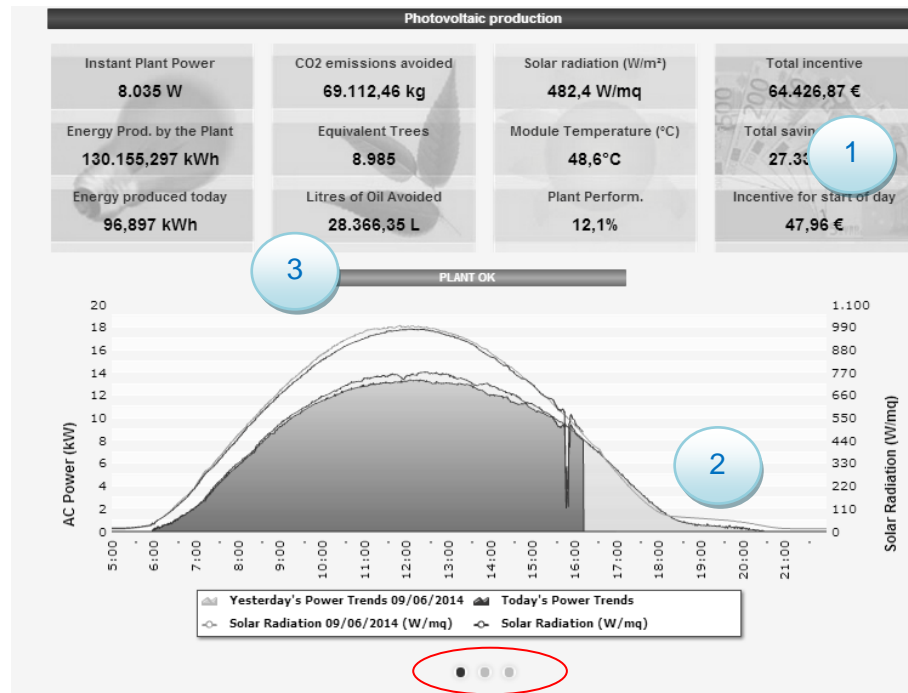 Photovoltaic production
Instant Plant Power
8.035 W
CO2 emissions avoided
69.112,46 kg
Solar radiation (W/m²)
482,4 W/mq
Total incentive
64.426,87 €
Energy Prod. by the Plant
130.155,297 kWh
Equivalent Trees
8.985
Module Temperature (°C)
48,6°C
Total
1
Energy produced today
96,897 kWh
Litres of Oil Avoided
28.366,35 L
Plant Perform.
12,1%
Incentive for start of day
47,96 €
3
PLANT OK
AC Power (kW)
20
18
16
14
12
10
8
6
4
2
0
1.100
990
880
770
660
550
440
330
220
110
0
Solar Radiation (W/mq)
2
5:00
6:00
7:00
8:00
9:00
10:00
11:00
12:00
13:00
14:00
15:00
16:00
17:00
18:00
19:00
20:00
21:00
Yesterday's Power Trends 09/06/2014
Today's Power Trends
Solar Radiation 09/06/2014 (W/mq)
Solar Radiation (W/mq)